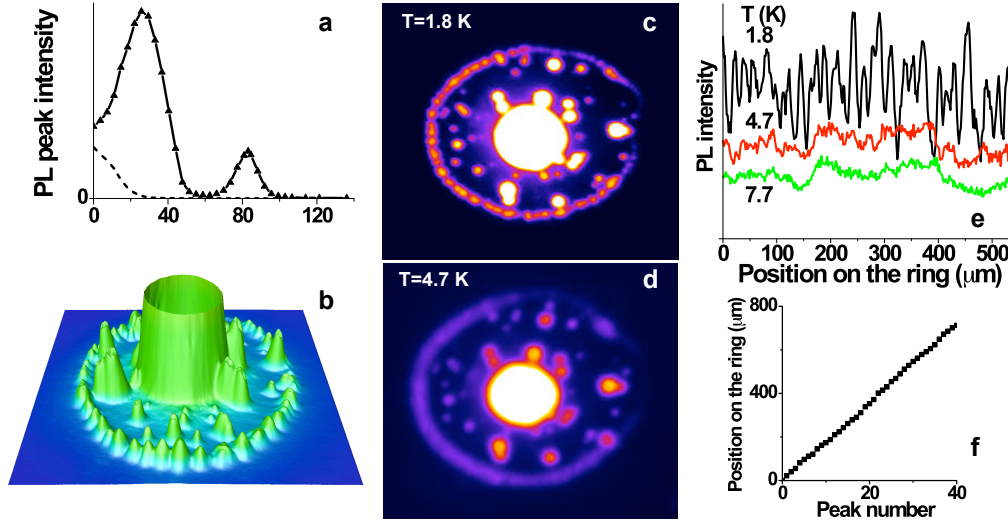 a
PL peak intensity
0
0 40 80 120
b
T=1.8 K
c
T=4.7 K
d
T (K)
1.8
4.7
7.7
e
PL intensity
0 100 200 300 400 500
Position on the ring (μm)
800
400
0
Position on the ring (μm)
f
0 20 40
Peak number